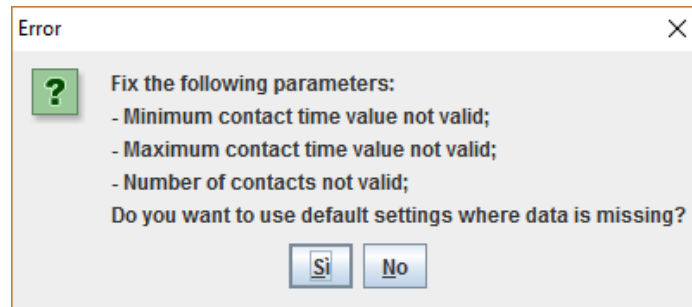 Error
Fix the following parameters:
- Minimum contact time value not valid;
- Maximum contact time value not valid;
- Number of contacts not valid;
Do you want to use default settings where data is missing?
Sì No